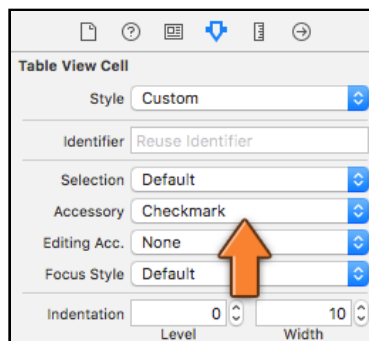 Table View Cell
Style Custom
Identifier Reuse Identifier
Selection Default
Accessory Checkmark
Editing Acc. None
Focus Style Default
Indentation 0 10
Level Width